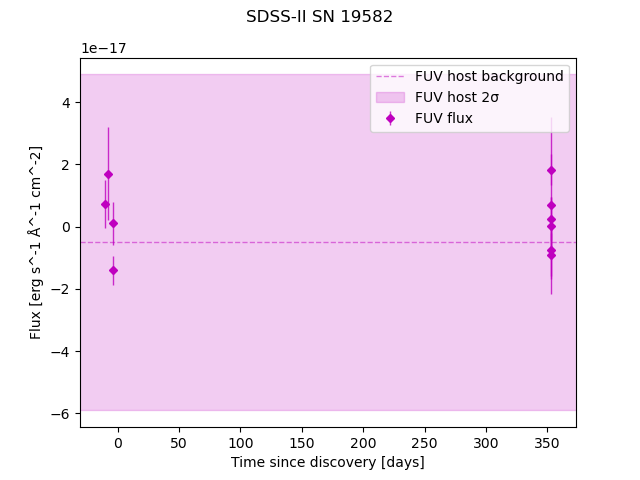 SDSS-II SN 19582
1e−17
FUV host background
FUV host 2σ
FUV flux
4
2
0
−2
−4
−6
Flux [erg s^-1 Å^-1 cm^-2]
0 50 100 150 200 250 300 350
Time since discovery [days]